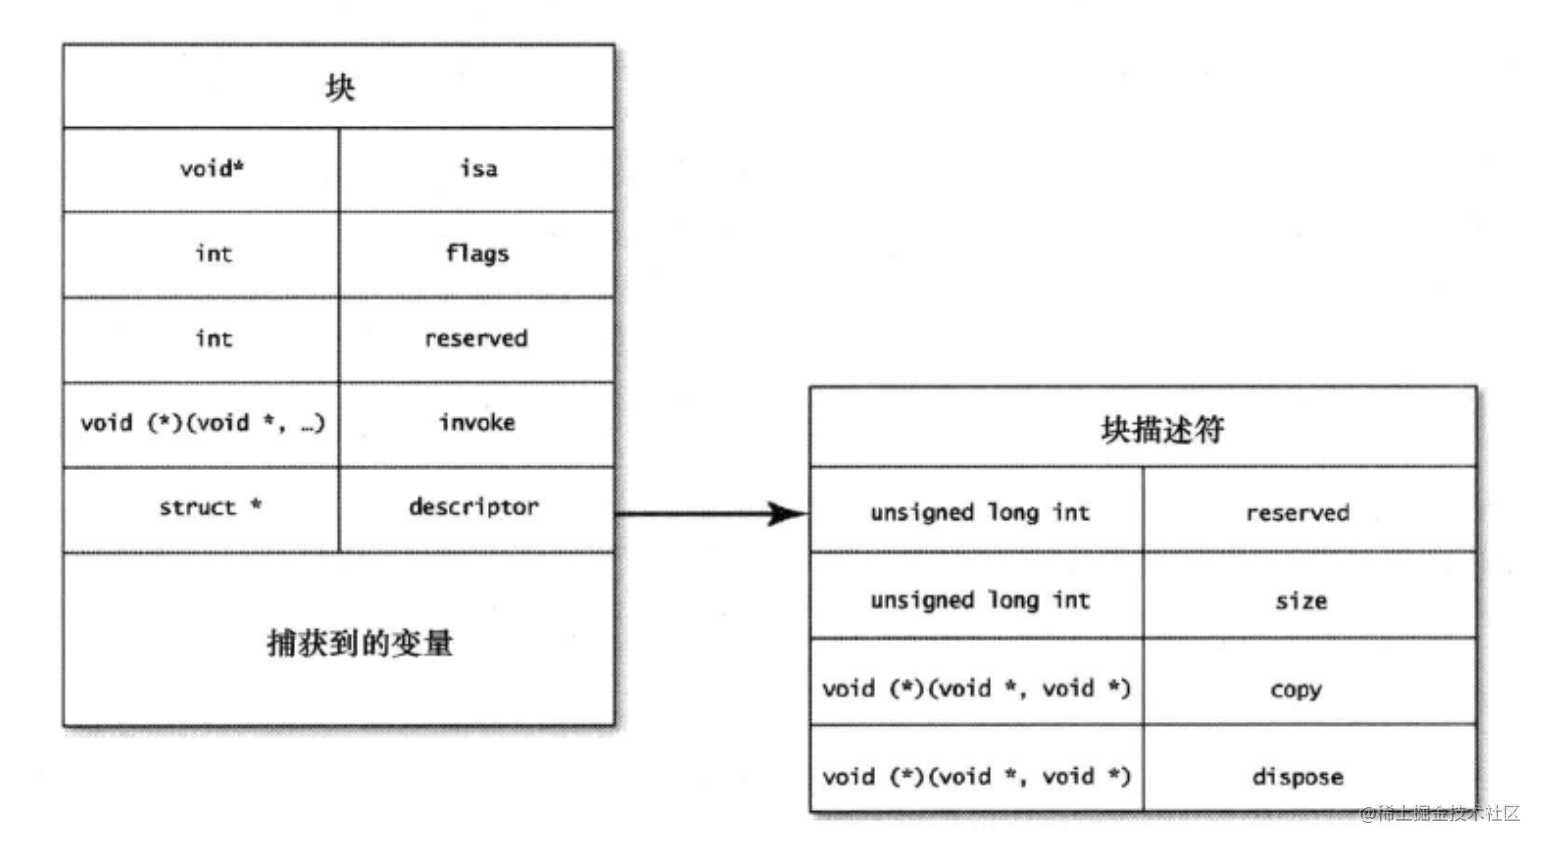 块
void* isa
int flags
int reserved
void (*)(void *, …) invoke
struct * descriptor
捕获到的变量
块描述符
unsigned long int reserved
unsigned long int size
void (*)(void *, void *) copy
void (*)(void *, void *) dispose
@稀土掘金技术社区